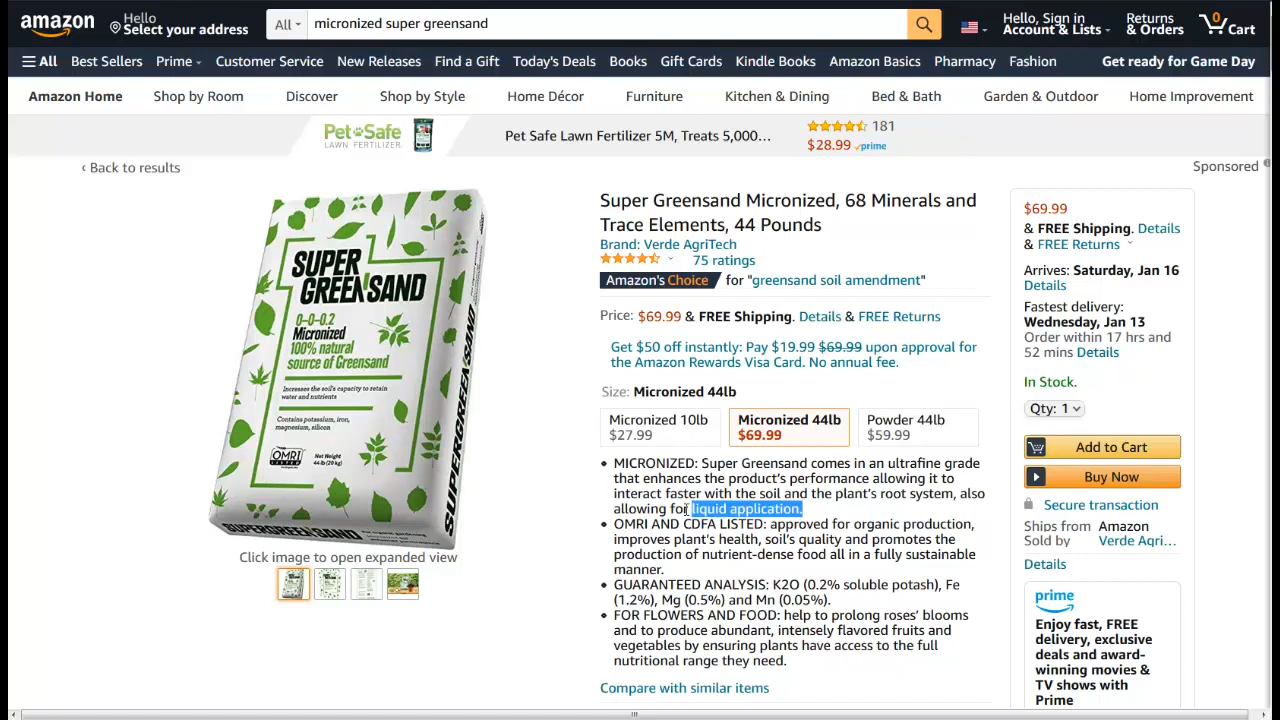 amazon
Hello
Select your address
All
micronized super greensand
Hello, Sign in
Account & Lists
Returns
& Orders
0
Cart
All
Best Sellers
Prime
Customer Service
New Releases
Find a Gift
Today's Deals
Books
Gift Cards
Kindle Books
Amazon Basics
Pharmacy
Fashion
Get ready for Game Day
Amazon Home
Shop by Room
Discover
Shop by Style
Home Décor
Furniture
Kitchen & Dining
Bed & Bath
Garden & Outdoor
Home Improvement
Pet Safe
LAWN FERTILIZER
Pet Safe Lawn Fertilizer 5M, Treats 5,000...
181
$28.99 prime
‹ Back to results
Sponsored
SUPER
GREENSAND
0-0-0.2
Micronized
100% natural
source of Greensand
Increases the soil's capacity to retain
water and nutrients
Contains potassium, iron,
magnesium, silicon
OMRI
LISTED
Net Weight
44lb (20kg)
SUPERGREENSAND
SUPERGREENSAND
Click image to open expanded view
Super Greensand Micronized, 68 Minerals and
Trace Elements, 44 Pounds
Brand: Verde AgriTech
75 ratings
Amazon's Choice for "greensand soil amendment"
Price: $69.99 & FREE Shipping. Details & FREE Returns
Get $50 off instantly: Pay $19.99 $69.99 upon approval for
the Amazon Rewards Visa Card. No annual fee.
Size: Micronized 44lb
Micronized 10lb
$27.99
Micronized 44lb
$69.99
Powder 44lb
$59.99
• MICRONIZED: Super Greensand comes in an ultrafine grade
that enhances the product's performance allowing it to
interact faster with the soil and the plant's root system, also
allowing for liquid application.
• OMRI AND CDFA LISTED: approved for organic production,
improves plant's health, soil's quality and promotes the
production of nutrient-dense food all in a fully sustainable
manner.
• GUARANTEED ANALYSIS: K2O (0.2% soluble potash), Fe
(1.2%), Mg (0.5%) and Mn (0.05%).
• FOR FLOWERS AND FOOD: help to prolong roses' blooms
and to produce abundant, intensely flavored fruits and
vegetables by ensuring plants have access to the full
nutritional range they need.
Compare with similar items
$69.99
& FREE Shipping. Details
& FREE Returns
Arrives: Saturday, Jan 16
Details
Fastest delivery:
Wednesday, Jan 13
Order within 17 hrs and
52 mins Details
In Stock.
Qty: 1
Add to Cart
Buy Now
Secure transaction
Ships from Amazon
Sold by Verde Agri...
Details
prime
Enjoy fast, FREE
delivery, exclusive
deals and award-
winning movies &
TV shows with
Prime